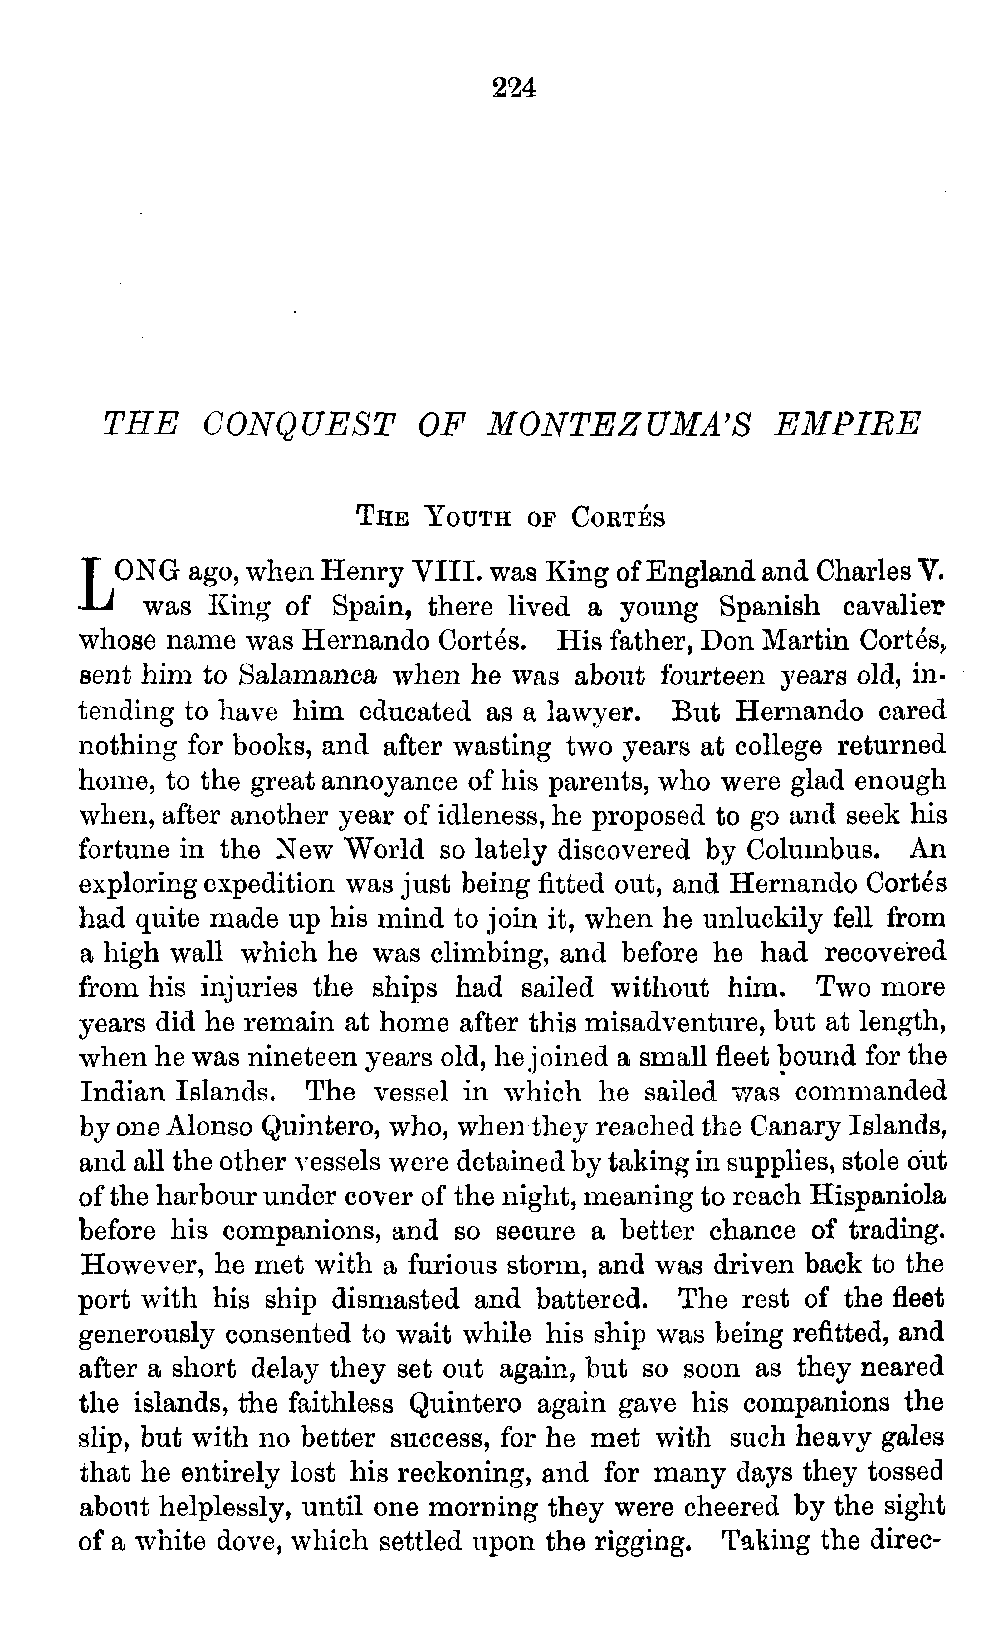 224
THE CONQUEST OF MONTEZUMA'S EMPIRE
THE YOUTH OF CORTÉS
LONG ago, when Henry VIII. was King of England and Charles V.
was King of Spain, there lived a young Spanish cavalier
whose name was Hernando Cortés. His father, Don Martin Cortés,
sent him to Salamanca when he was about fourteen years old, in-
tending to have him educated as a lawyer. But Hernando cared
nothing for books, and after wasting two years at college returned
home, to the great annoyance of his parents, who were glad enough
when, after another year of idleness, he proposed to go and seek his
fortune in the New World so lately discovered by Columbus. An
exploring expedition was just being fitted out, and Hernando Cortés
had quite made up his mind to join it, when he unluckily fell from
a high wall which he was climbing, and before he had recovered
from his injuries the ships had sailed without him. Two more
years did he remain at home after this misadventure, but at length,
when he was nineteen years old, he joined a small fleet bound for the
Indian Islands. The vessel in which he sailed was commanded
by one Alonso Quintero, who, when they reached the Canary Islands,
and all the other vessels were detained by taking in supplies, stole out
of the harbour under cover of the night, meaning to reach Hispaniola
before his companions, and so secure a better chance of trading.
However, he met with a furious storm, and was driven back to the
port with his ship dismasted and battered. The rest of the fleet
generously consented to wait while his ship was being refitted, and
after a short delay they set out again, but so soon as they neared
the islands, the faithless Quintero again gave his companions the
slip, but with no better success, for he met with such heavy gales
that he entirely lost his reckoning, and for many days they tossed
about helplessly, until one morning they were cheered by the sight
of a white dove, which settled upon the rigging. Taking the direc-